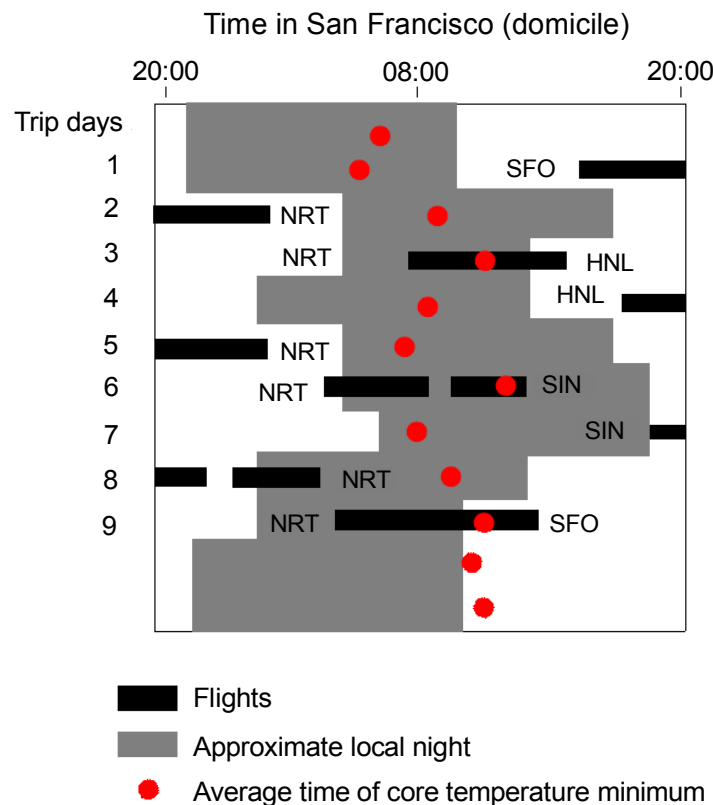 Time in San Francisco (domicile)
20:00 08:00 20:00
Trip days
1 SFO
2 NRT
3 NRT HNL
4 HNL
5 NRT
6 NRT SIN
7 SIN
8 NRT
9 NRT SFO
Flights
Approximate local night
Average time of core temperature minimum